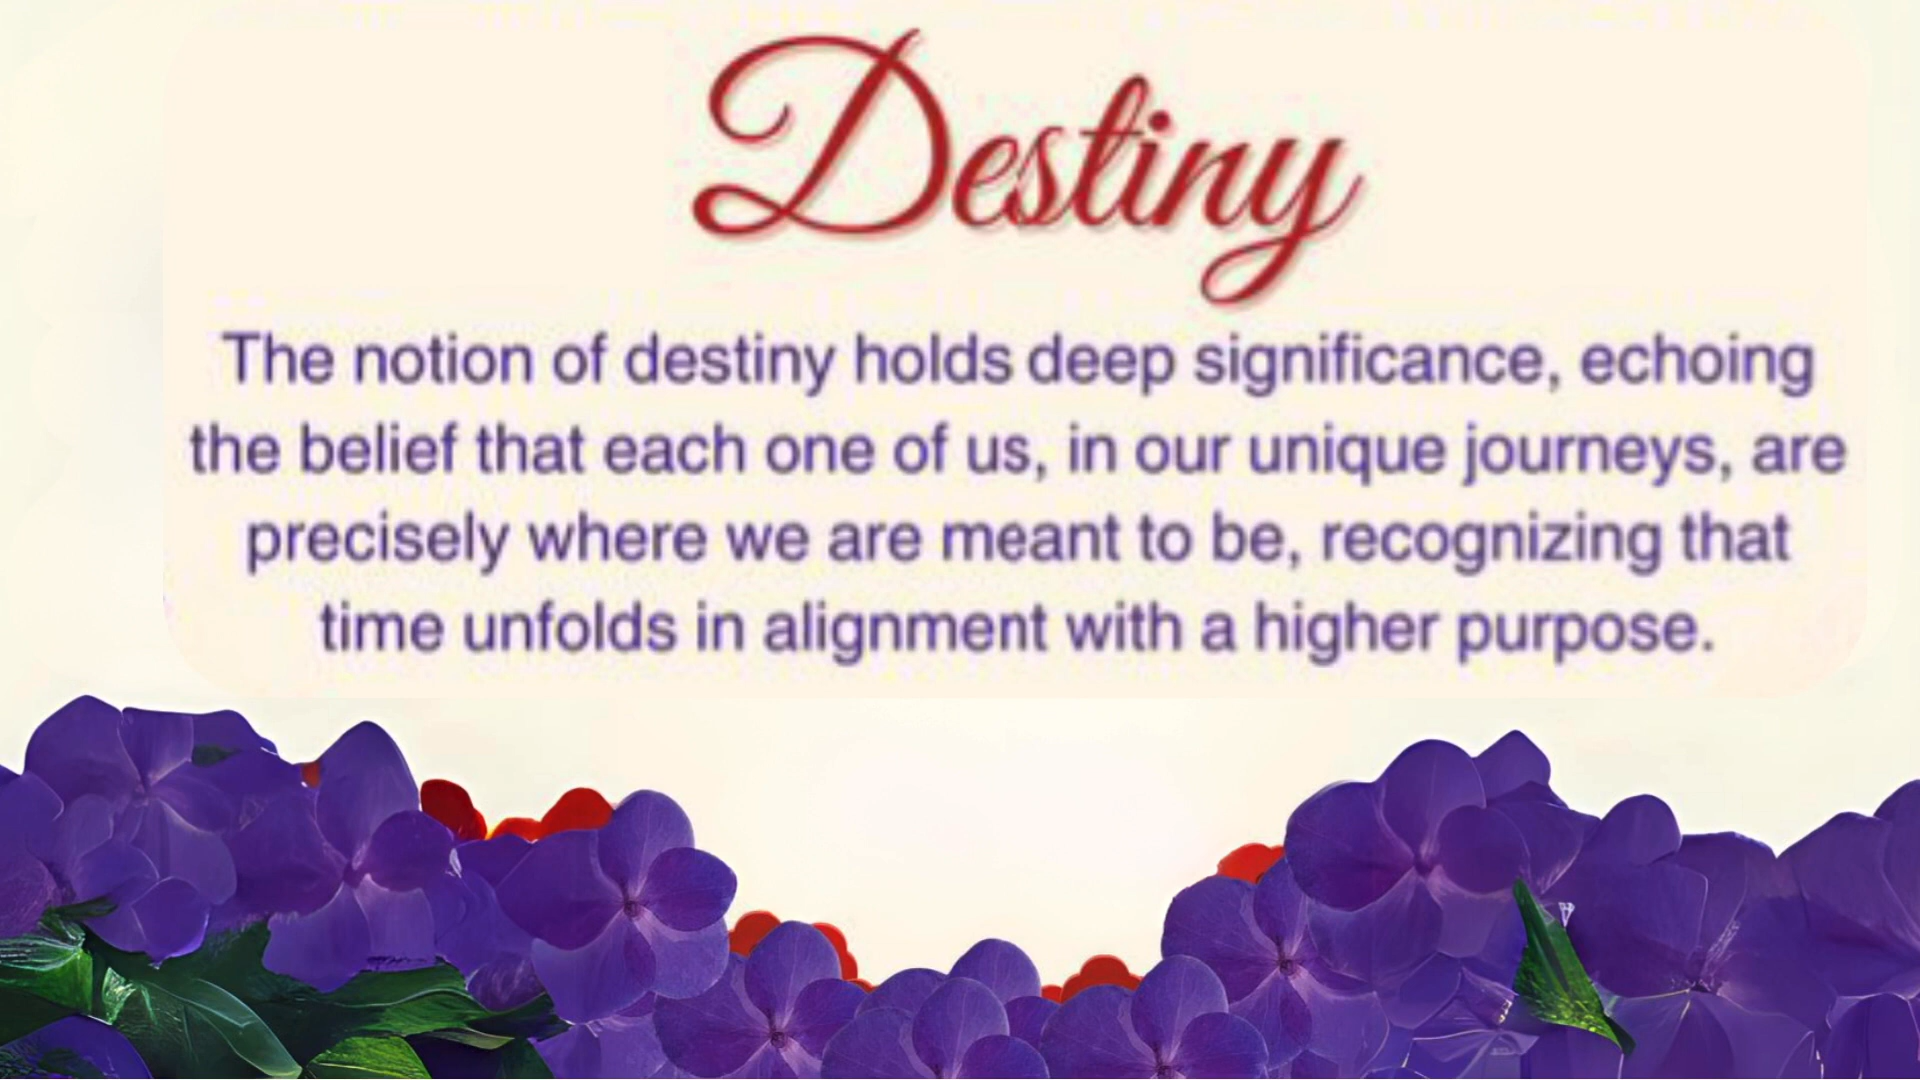 Destiny
The notion of destiny holds deep significance, echoing
the belief that each one of us, in our unique journeys, are
precisely where we are meant to be, recognizing that
time unfolds in alignment with a higher purpose.